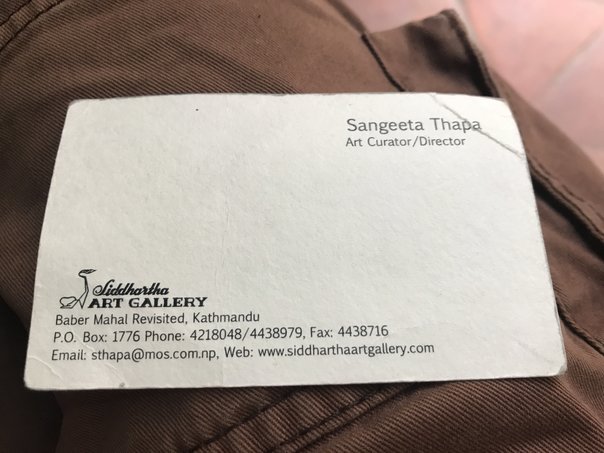 Sangeeta Thapa
Art Curator/Director
Siddhartha
ART GALLERY
Baber Mahal Revisited, Kathmandu
P.O. Box: 1776 Phone: 4218048/4438979, Fax: 4438716
Email: sthapa@mos.com.np, Web: www.siddharthaartgallery.com